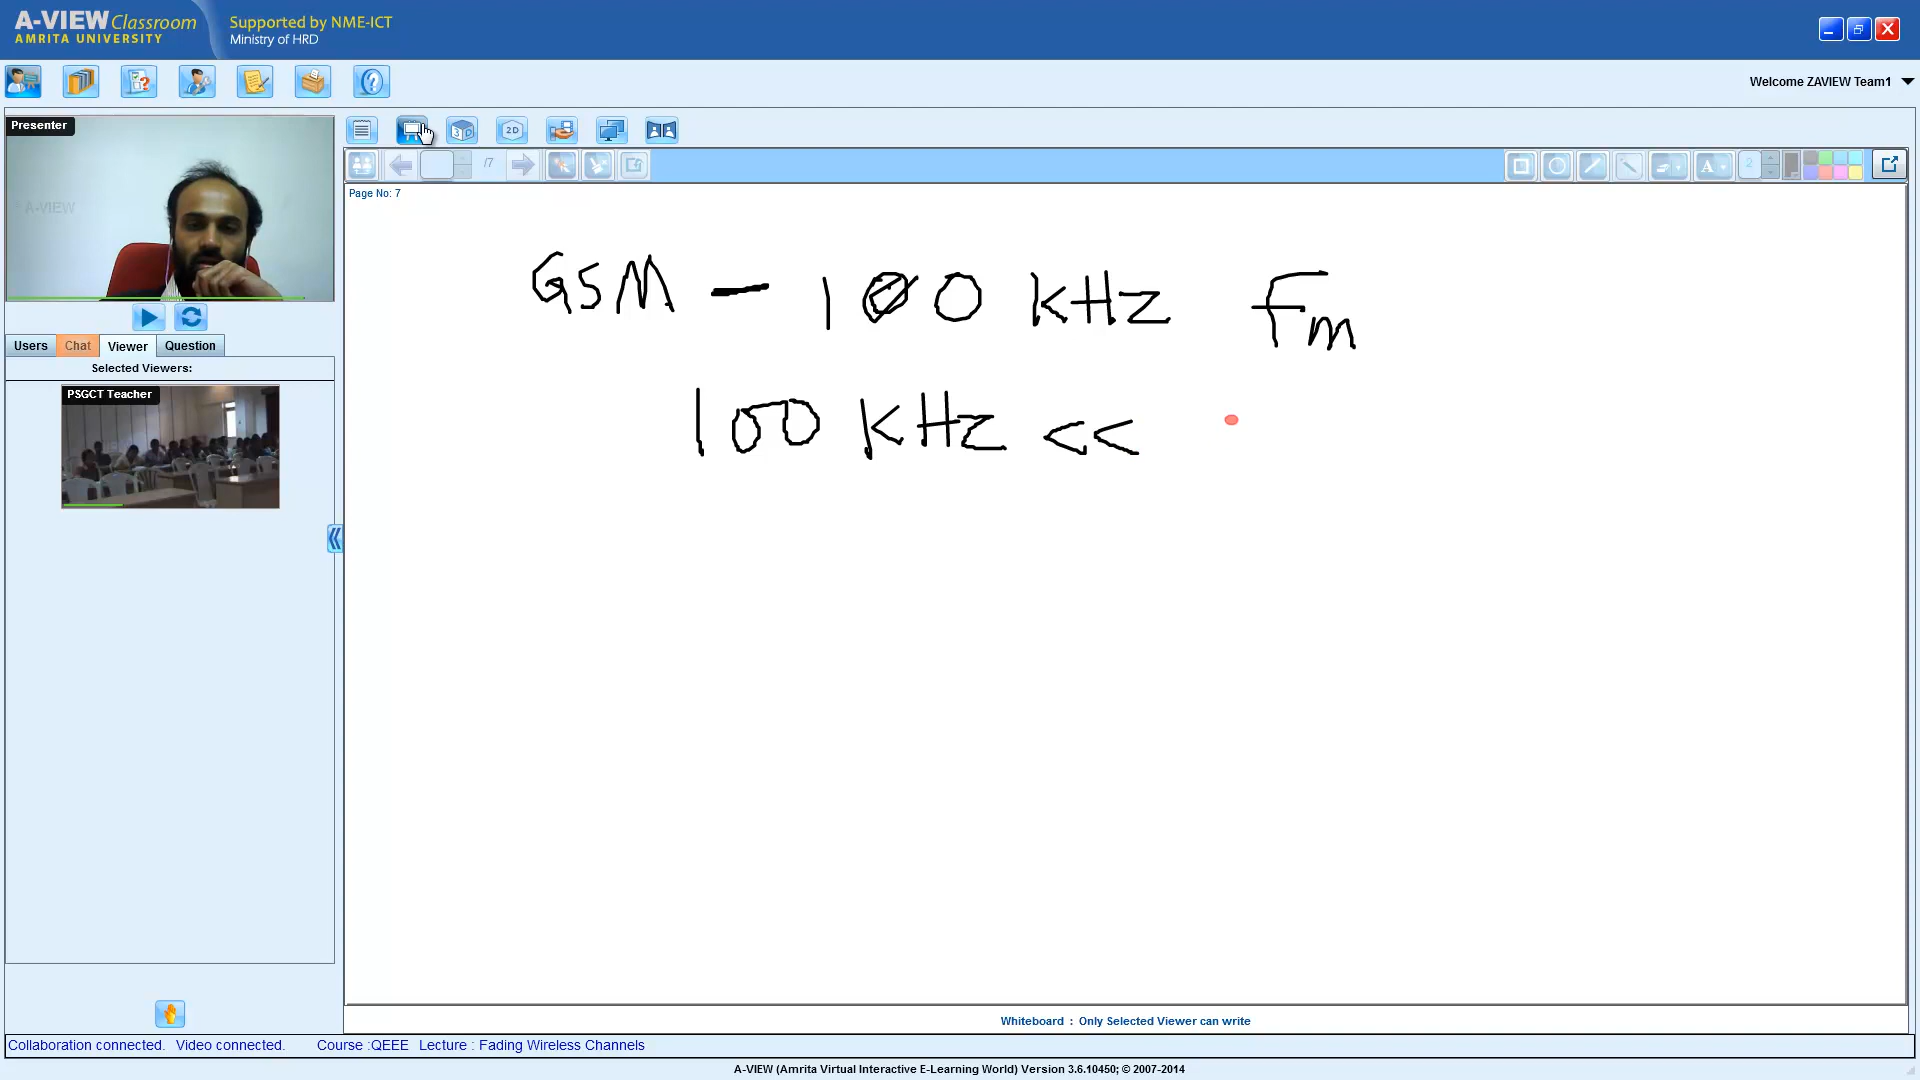 A-VIEW Classroom
AMRITA UNIVERSITY
Supported by NME-ICT
Ministry of HRD
Welcome ZAVIEW Team1
Presenter
A-VIEW
3D
2D
/7
A
2
Page No: 7
GSM - 100 KHz fm
100 KHz <<
Users Chat Viewer Question
Selected Viewers:
PSGCT Teacher
Whiteboard : Only Selected Viewer can write
Collaboration connected. Video connected. Course :QEEE Lecture : Fading Wireless Channels
A-VIEW (Amrita Virtual Interactive E-Learning World) Version 3.6.10450; © 2007-2014